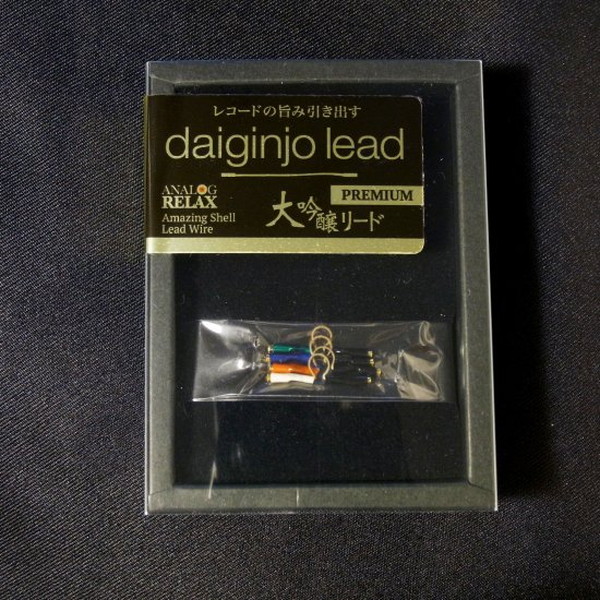 レコードの旨み引き出す
daiginjo lead
ANALOG
RELAX
Amazing Shell
Lead Wire
PREMIUM
大吟醸リード